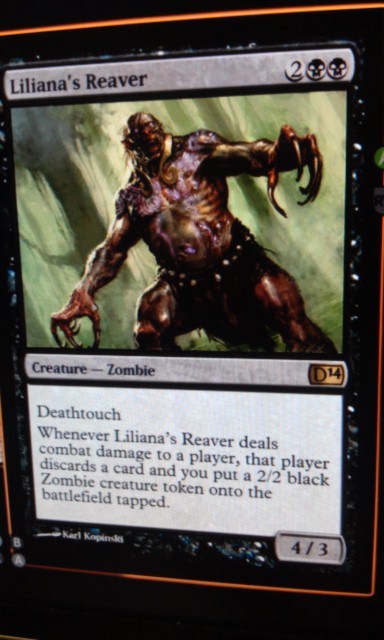 Liliana's Reaver 2
Creature — Zombie D14
Deathtouch
Whenever Liliana's Reaver deals
combat damage to a player, that player
discards a card and you put a 2/2 black
Zombie creature token onto the
battlefield tapped.
Karl Kopinski
4/3
B
A